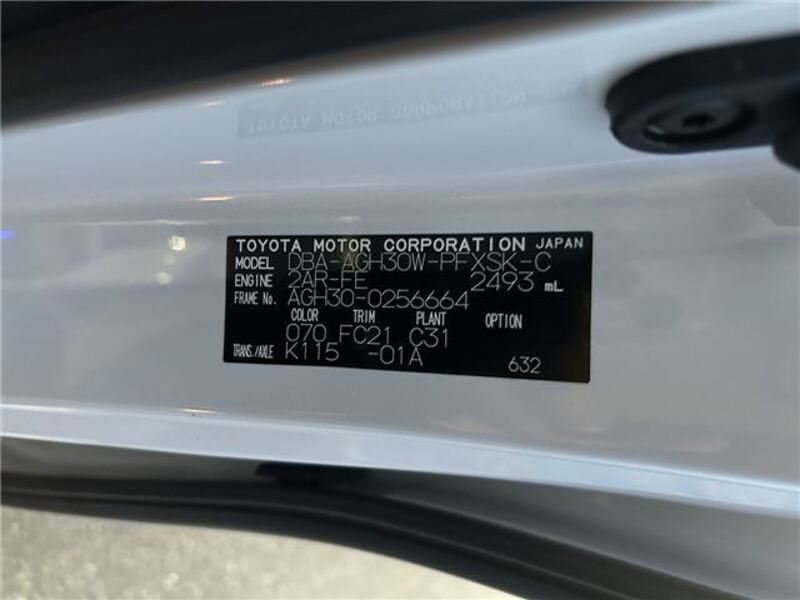 TOYOTA MOTOR CORPORATION JAPAN
MODEL DBA-AGH30W-PFXSK-C
ENGINE 2AR-FE 2493 mL
FRAME No. AGH30-0256664
COLOR TRIM PLANT OPTION
070 FC21 C31
TRANS./AXLE K115 -01A 632